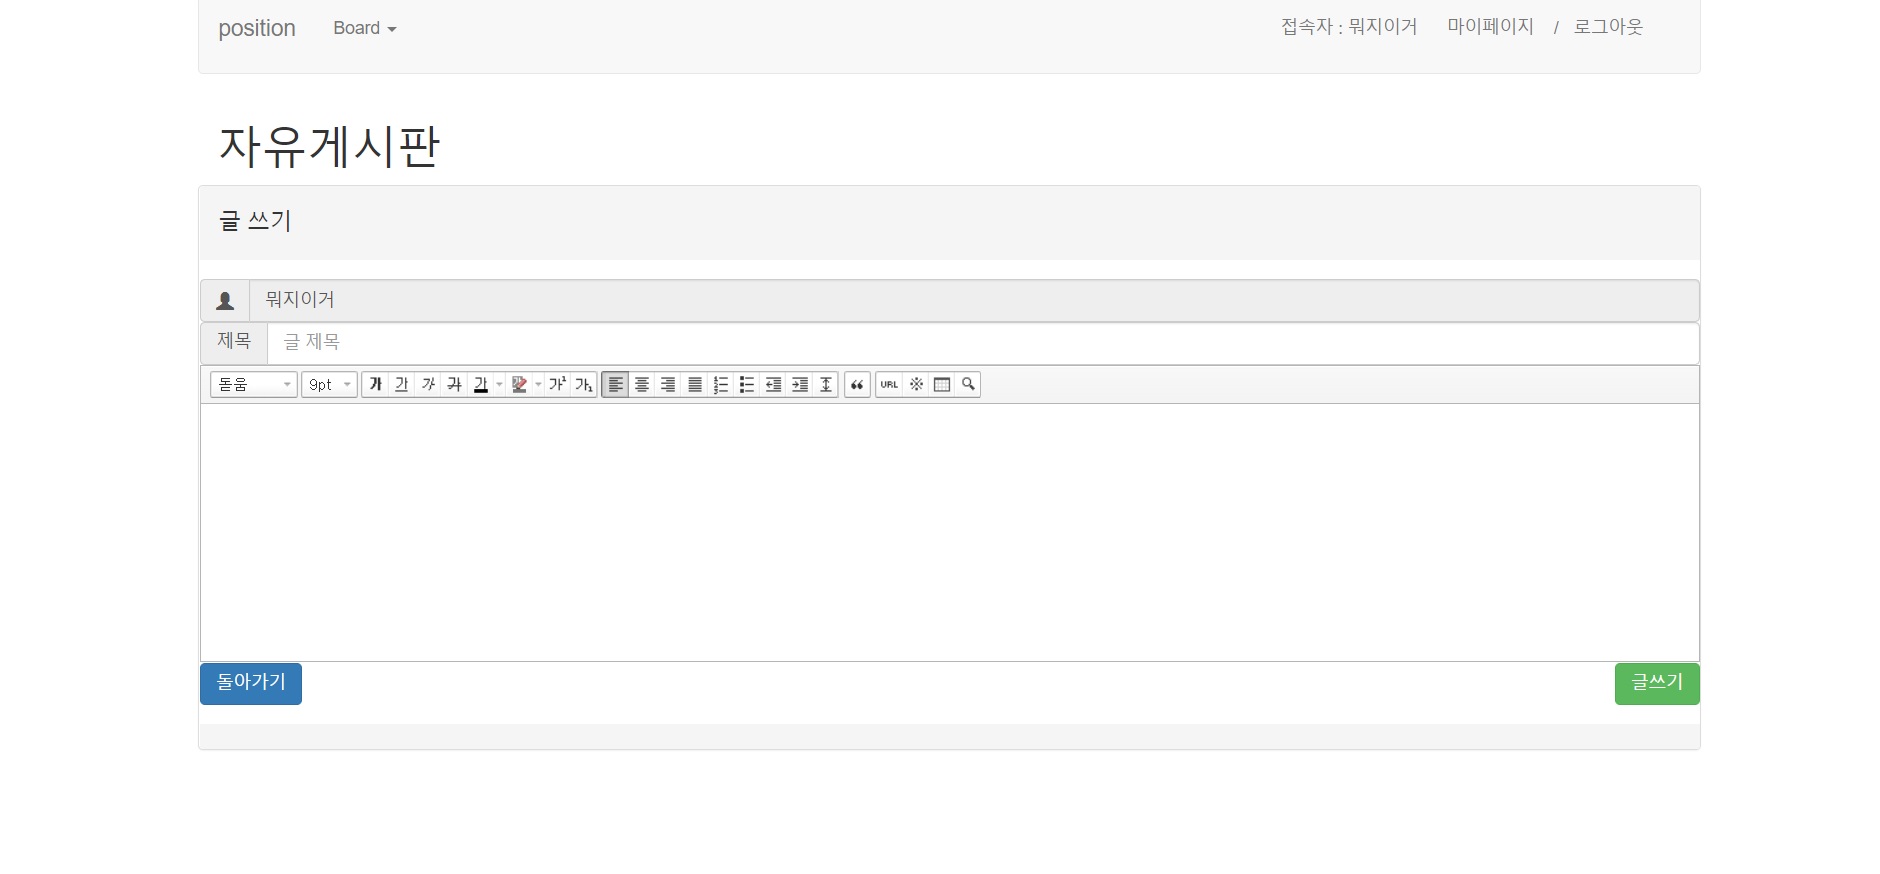 position Board 접속자 : 뭐지이거 마이페이지 / 로그아웃
자유게시판
글 쓰기
뭐지이거
제목 글 제목
돋움 9pt 가 가 가 가 가 가 가1 가1 URL
돌아가기 글쓰기